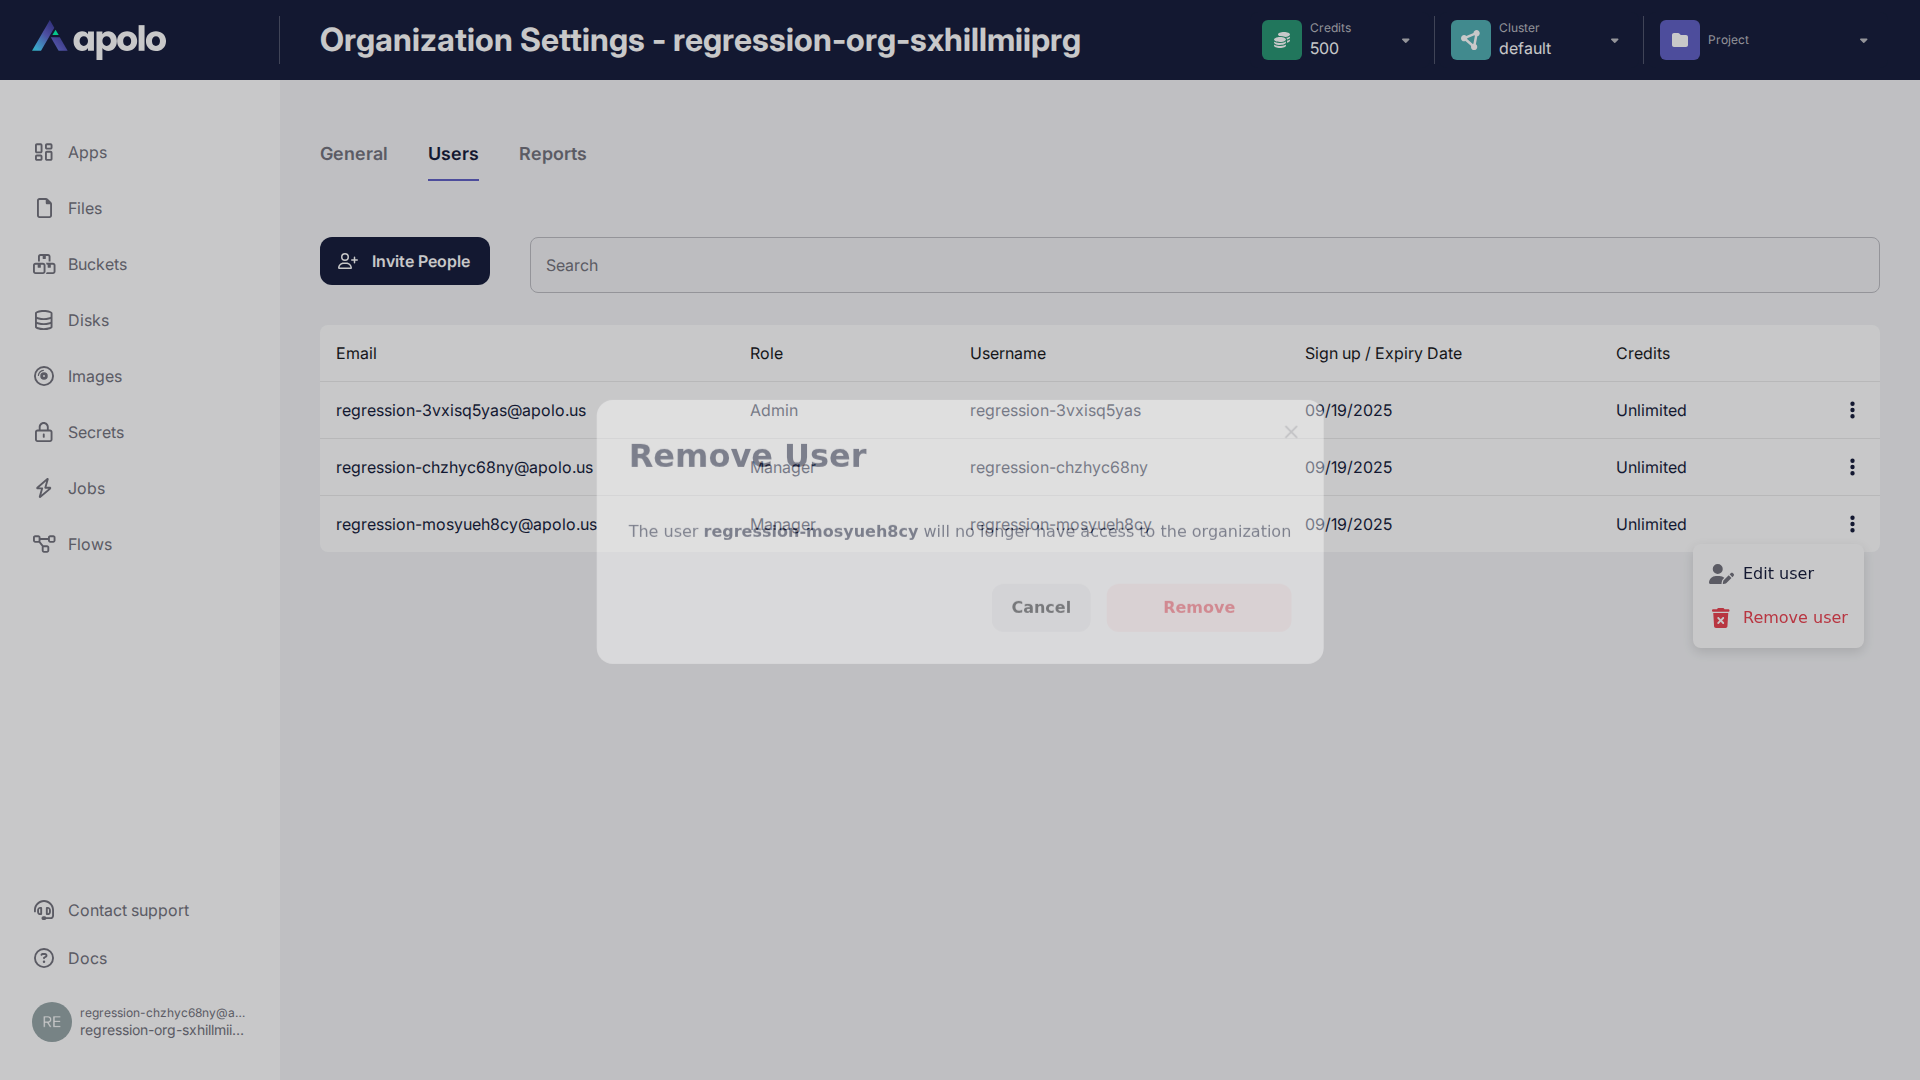 apolo
Organization Settings - regression-org-sxhillmiiprg
Credits
500
Cluster
default
Project
Apps
Files
Buckets
Disks
Images
Secrets
Jobs
Flows
Contact support
Docs
RE
regression-chzhyc68ny@a...
regression-org-sxhillmii...
General Users Reports
Invite People
Search
Email Role Username Sign up / Expiry Date Credits
regression-3vxisq5yas@apolo.us Admin regression-3vxisq5yas 09/19/2025 Unlimited
regression-chzhyc68ny@apolo.us Manager regression-chzhyc68ny 09/19/2025 Unlimited
regression-mosyueh8cy@apolo.us Manager regression-mosyueh8cy 09/19/2025 Unlimited
Remove User
The user regression-mosyueh8cy will no longer have access to the organization
Cancel Remove
Edit user
Remove user